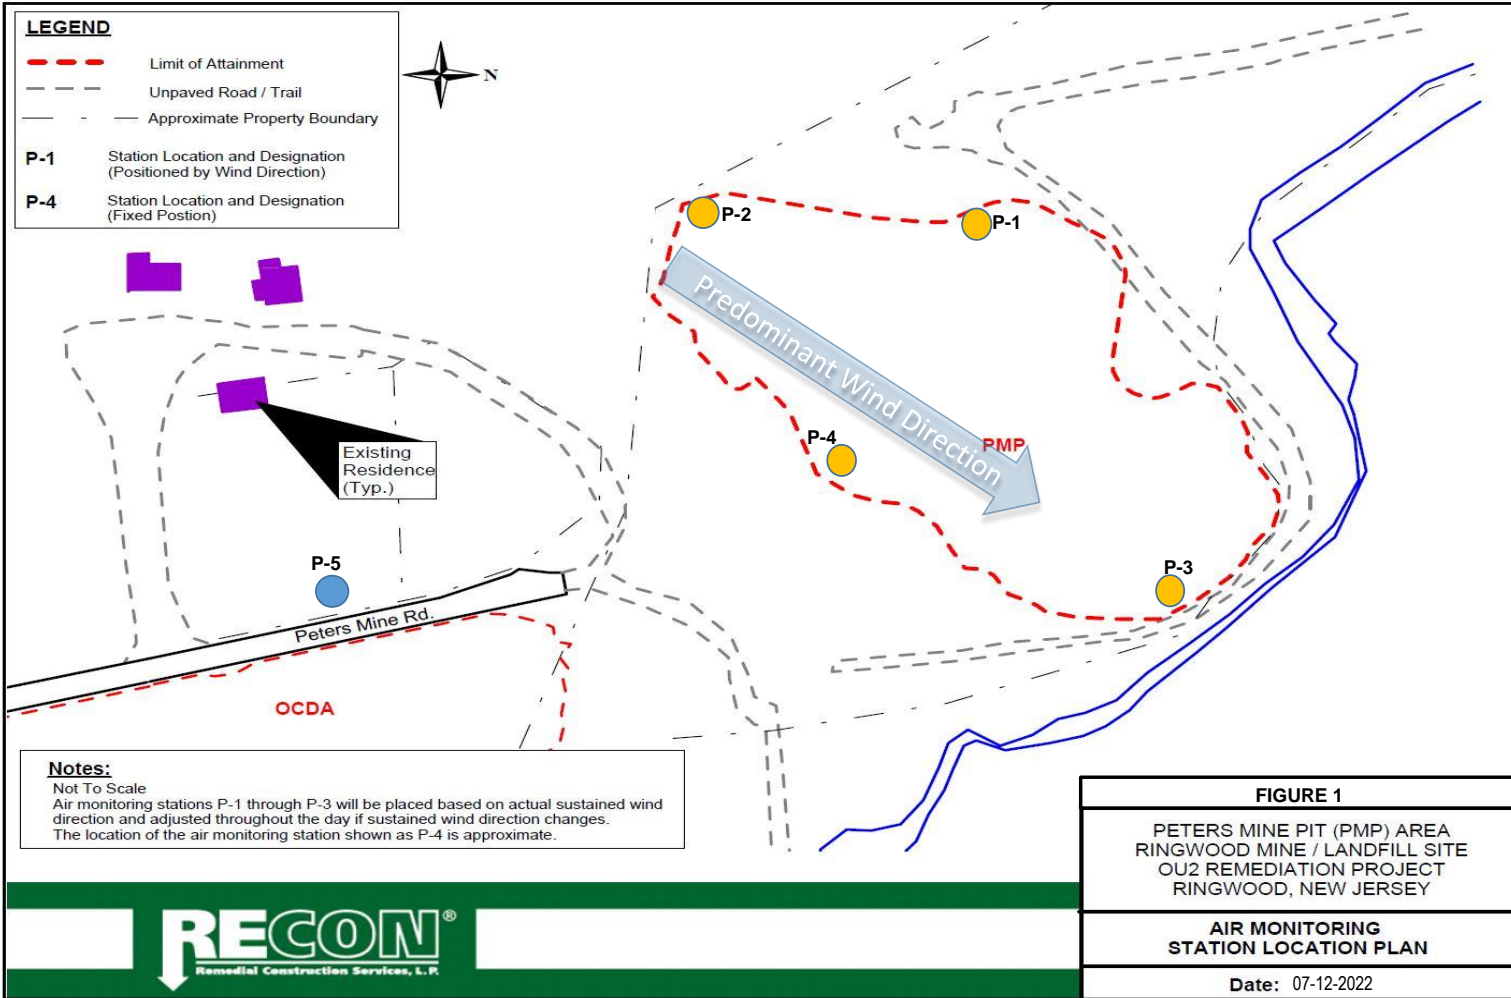 LEGEND
Limit of Attainment
Unpaved Road / Trail
Approximate Property Boundary
P-1 Station Location and Designation
(Positioned by Wind Direction)
P-4 Station Location and Designation
(Fixed Postion)
N
P-2
P-1
Predominant Wind Direction
PMP
P-4
P-3
Existing
Residence
(Typ.)
P-5
Peters Mine Rd.
OCDA
Notes:
Not To Scale
Air monitoring stations P-1 through P-3 will be placed based on actual sustained wind
direction and adjusted throughout the day if sustained wind direction changes.
The location of the air monitoring station shown as P-4 is approximate.
RECON®
Remedial Construction Services, L.P.
FIGURE 1
PETERS MINE PIT (PMP) AREA
RINGWOOD MINE / LANDFILL SITE
OU2 REMEDIATION PROJECT
RINGWOOD, NEW JERSEY
AIR MONITORING
STATION LOCATION PLAN
Date: 07-12-2022